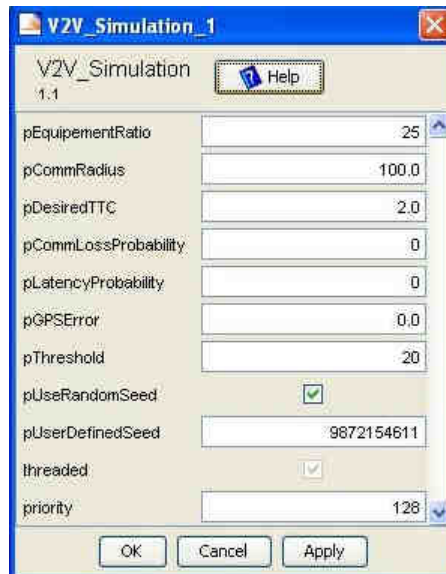 V2V_Simulation_1
V2V_Simulation
1.1
Help
pEquipementRatio 25
pCommRadius 100.0
pDesiredTTC 2.0
pCommLossProbability 0
pLatencyProbability 0
pGPSError 0.0
pThreshold 20
pUseRandomSeed
pUserDefinedSeed 9872154611
threaded
priority 128
OK Cancel Apply